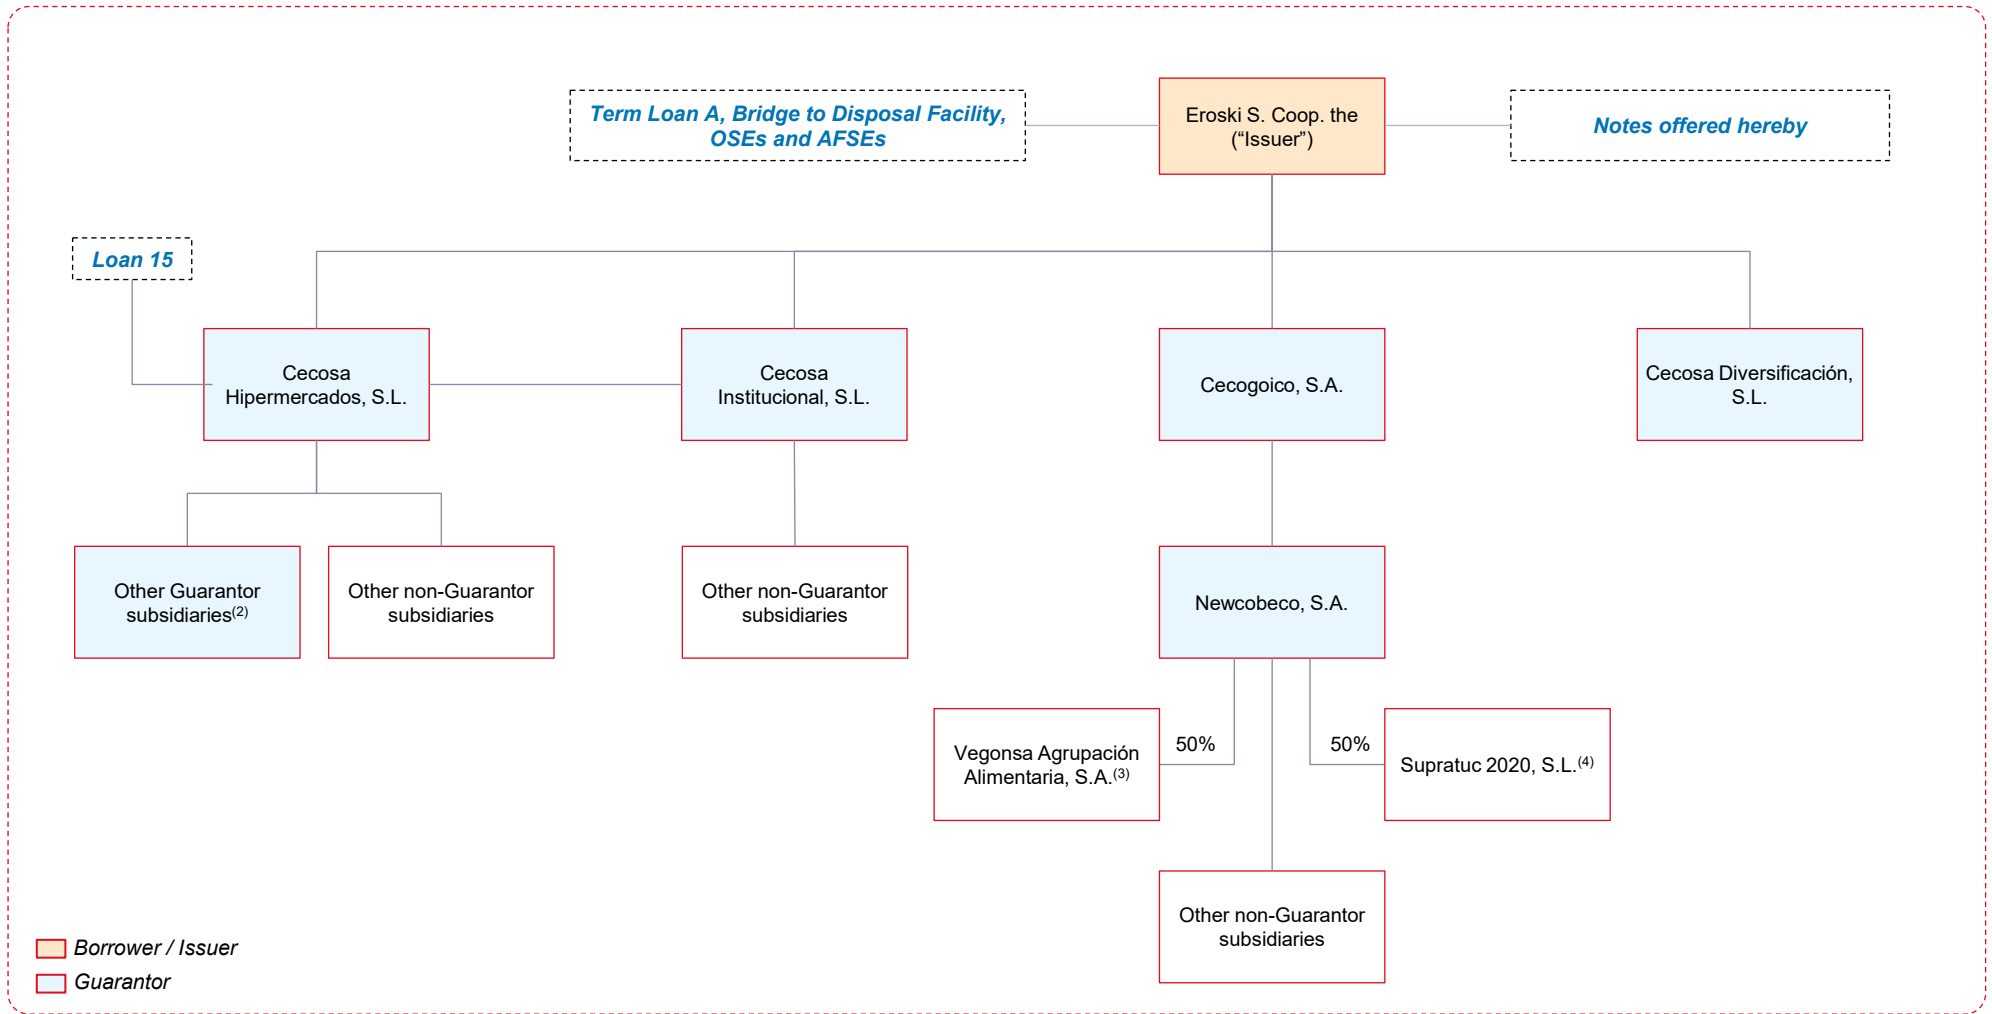 Term Loan A, Bridge to Disposal Facility,
OSEs and AFSEs
Eroski S. Coop. the
(“Issuer”)
Notes offered hereby
Loan 15
Cecosa
Hipermercados, S.L.
Cecosa
Institucional, S.L.
Cecogoico, S.A.
Cecosa Diversificación,
S.L.
Other Guarantor
subsidiaries(2)
Other non-Guarantor
subsidiaries
Other non-Guarantor
subsidiaries
Newcobeco, S.A.
Vegonsa Agrupación
Alimentaria, S.A.(3)
50%
50%
Supratuc 2020, S.L.(4)
Other non-Guarantor
subsidiaries
Borrower / Issuer
Guarantor